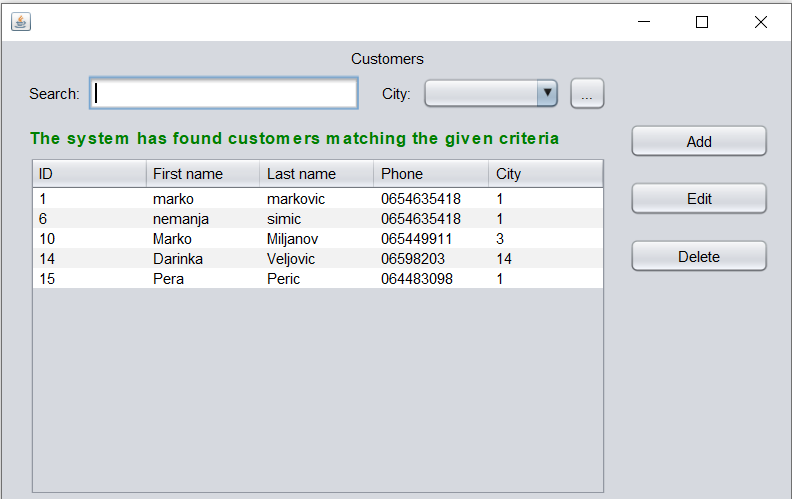 Customers
Search: City: ...
The system has found customers matching the given criteria
Add
ID First name Last name Phone City
1 marko markovic 0654635418 1
Edit
6 nemanja simic 0654635418 1
10 Marko Miljanov 065449911 3
14 Darinka Veljovic 06598203 14
Delete
15 Pera Peric 064483098 1